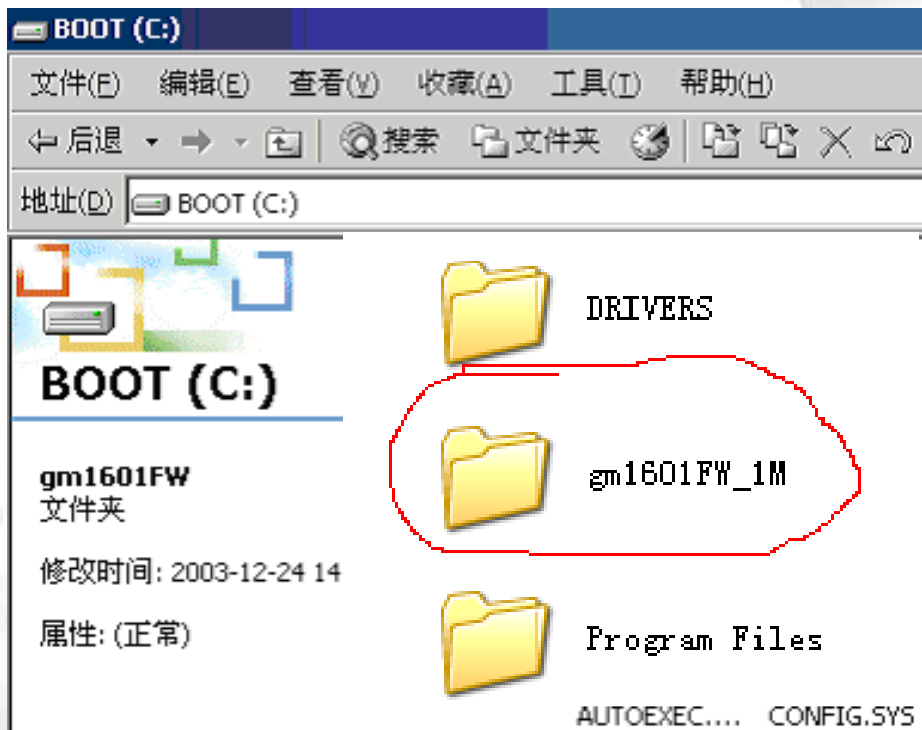 BOOT (C:)
文件(F) 编辑(E) 查看(V) 收藏(A) 工具(T) 帮助(H)
后退 搜索 文件夹
地址(D) BOOT (C:)
BOOT (C:)
gm1601FW
文件夹
修改时间: 2003-12-24 14
属性: (正常)
DRIVERS
gm1601FW_1M
Program Files
AUTOEXEC.... CONFIG.SYS